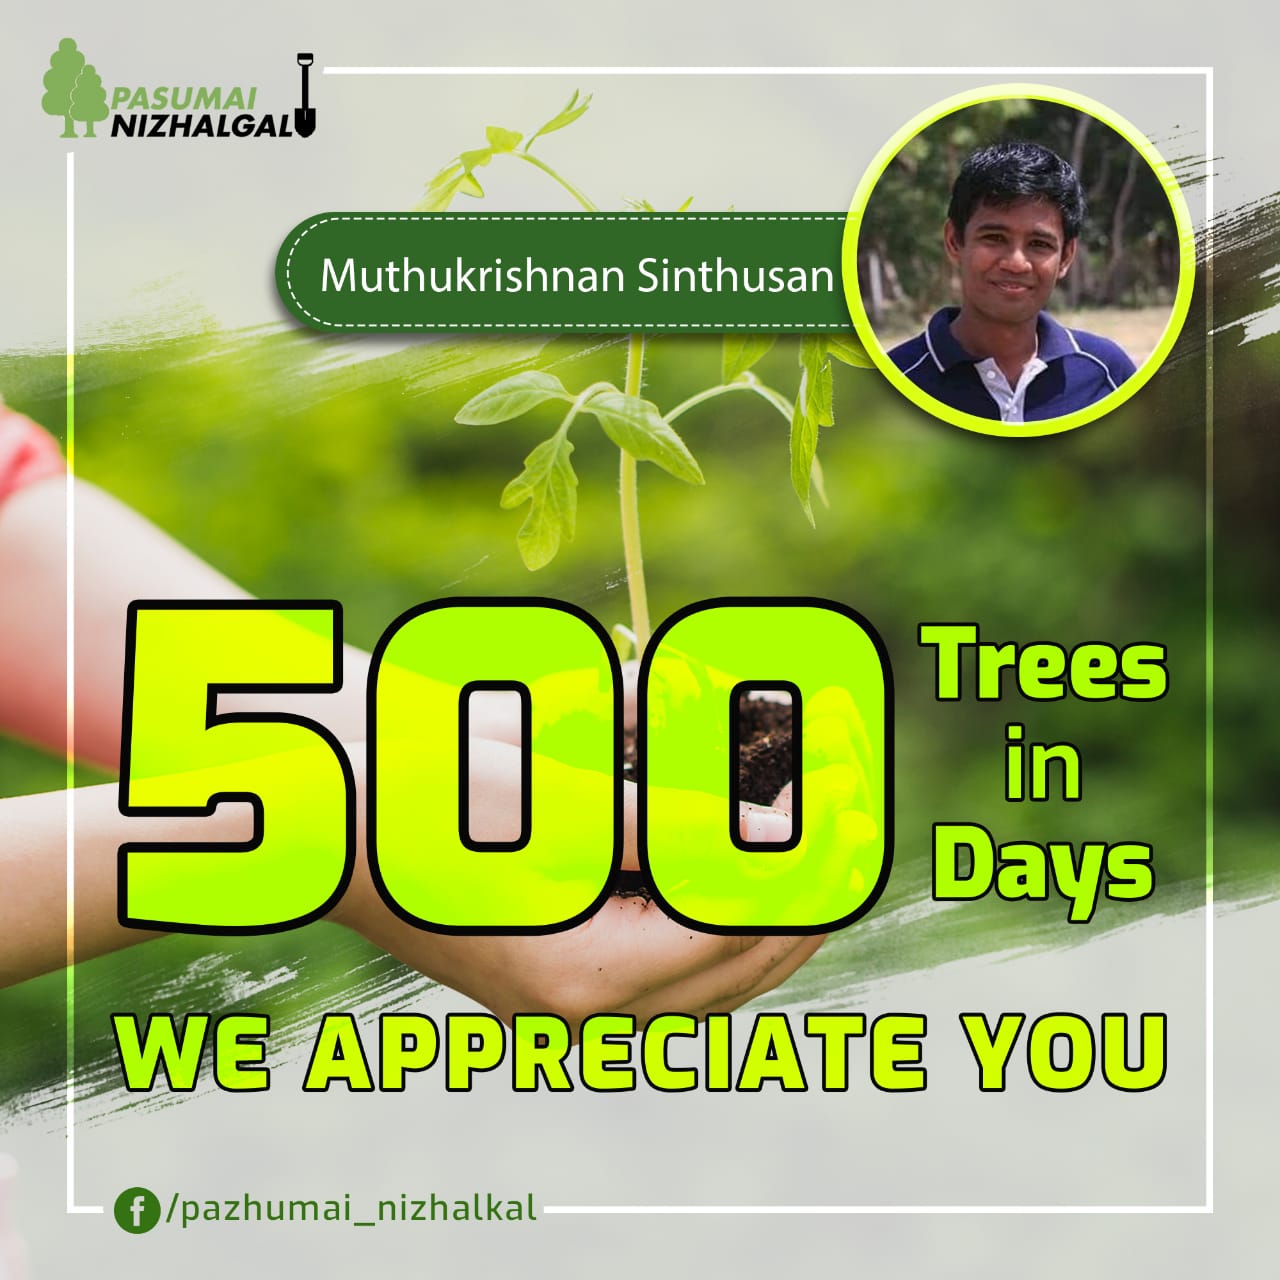 PASUMAI
NIZHALGAL
Muthukrishnan Sinthusan
500
Trees
in
Days
WE APPRECIATE YOU
/pazhumai_nizhalkal